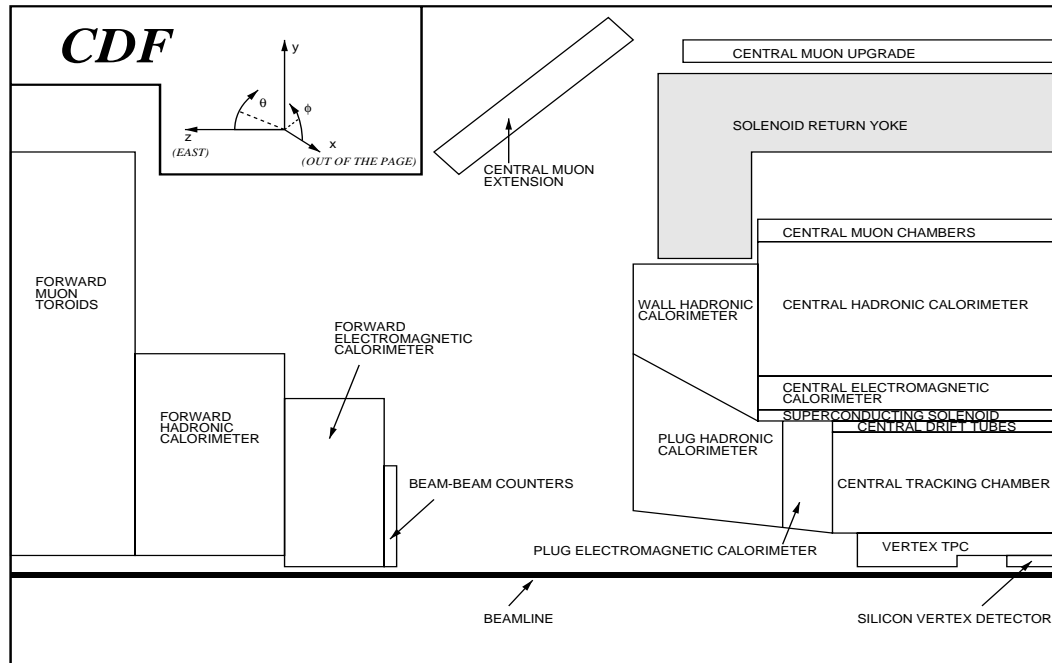 CDF
y
θ
ϕ
z
x
(EAST)
(OUT OF THE PAGE)
CENTRAL MUON
EXTENSION
CENTRAL MUON UPGRADE
SOLENOID RETURN YOKE
CENTRAL MUON CHAMBERS
FORWARD
MUON
TOROIDS
WALL HADRONIC
CALORIMETER
CENTRAL HADRONIC CALORIMETER
FORWARD
ELECTROMAGNETIC
CALORIMETER
CENTRAL ELECTROMAGNETIC
CALORIMETER
SUPERCONDUCTING SOLENOID
CENTRAL DRIFT TUBES
FORWARD
HADRONIC
CALORIMETER
PLUG HADRONIC
CALORIMETER
BEAM-BEAM COUNTERS
CENTRAL TRACKING CHAMBER
PLUG ELECTROMAGNETIC CALORIMETER
VERTEX TPC
BEAMLINE
SILICON VERTEX DETECTOR